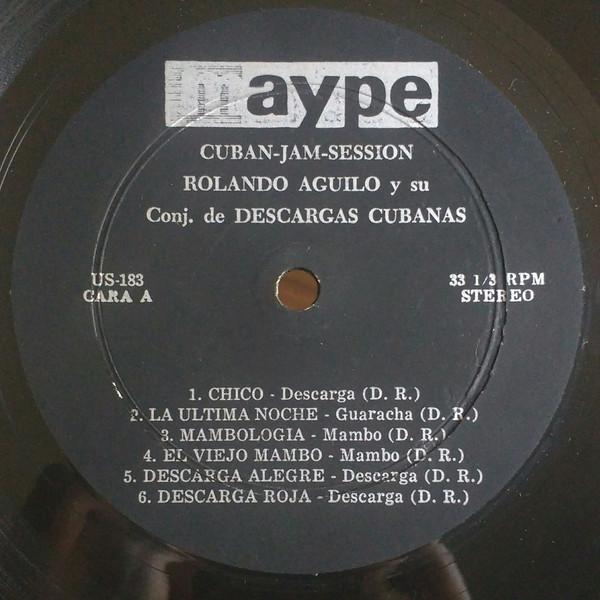 aype
CUBAN-JAM-SESSION
ROLANDO AGUILO y su
Conj. de DESCARGAS CUBANAS
US-183
CARA A
33 1/3 RPM
STEREO
1. CHICO - Descarga (D. R.)
2. LA ULTIMA NOCHE - Guaracha (D. R.)
3. MAMBOLOGIA - Mambo (D. R.)
4. EL VIEJO MAMBO - Mambo (D. R.)
5. DESCARGA ALEGRE - Descarga (D. R.)
6. DESCARGA ROJA - Descarga (D. R.)